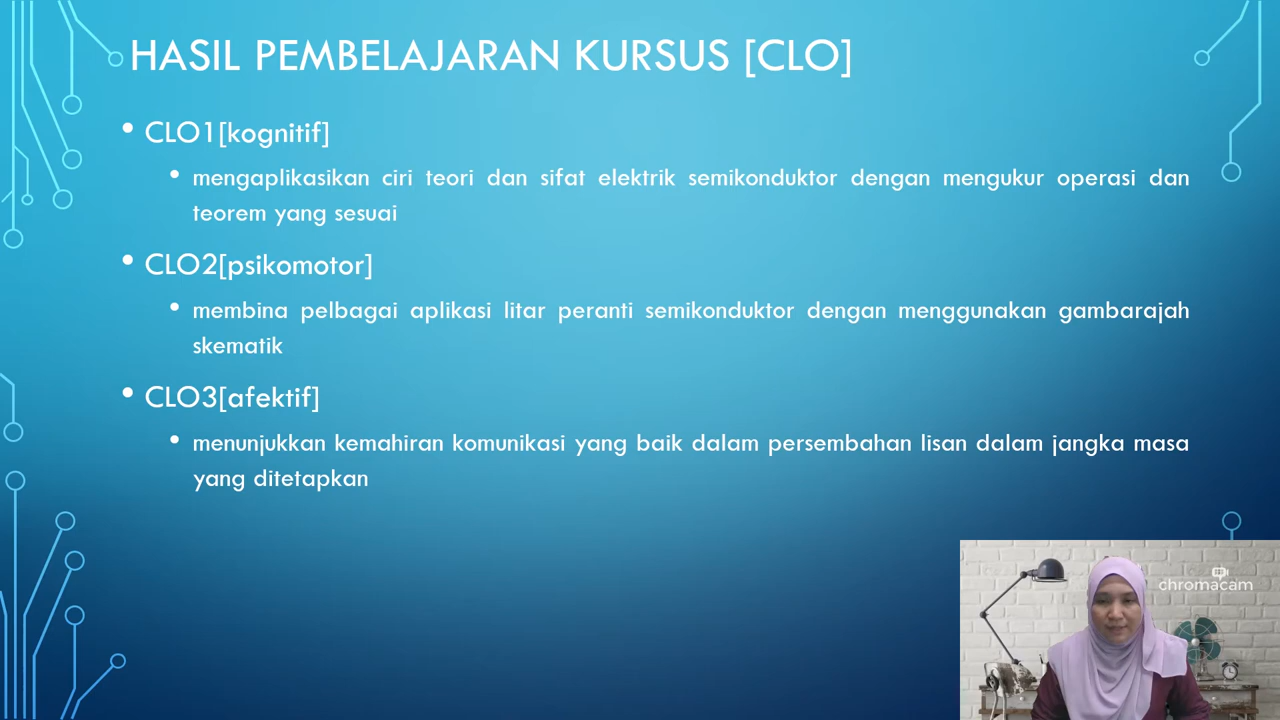 HASIL PEMBELAJARAN KURSUS [CLO]
• CLO1[kognitif]
• mengaplikasikan ciri teori dan sifat elektrik semikonduktor dengan mengukur operasi dan
teorem yang sesuai
• CLO2[psikomotor]
• membina pelbagai aplikasi litar peranti semikonduktor dengan menggunakan gambarajah
skematik
• CLO3[afektif]
• menunjukkan kemahiran komunikasi yang baik dalam persembahan lisan dalam jangka masa
yang ditetapkan
chromacam